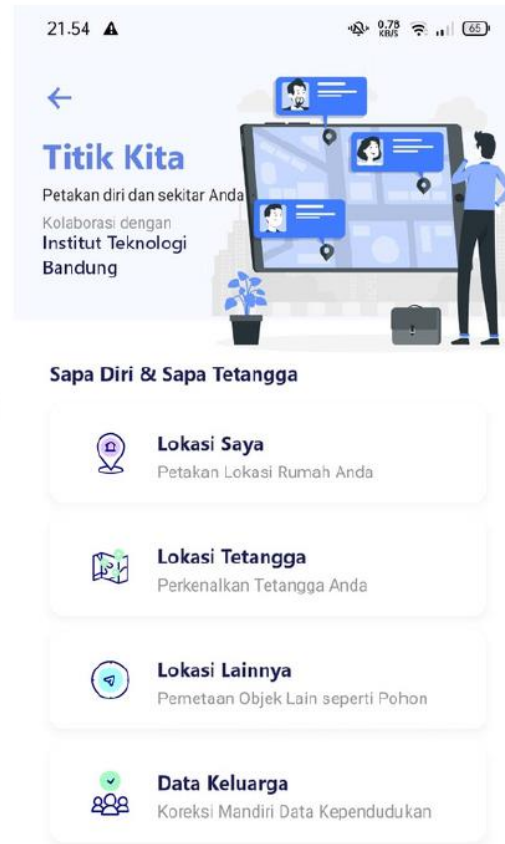 21.54
0.78
KB/S
65
Titik Kita
Petakan diri dan sekitar Anda
Kolaborasi dengan
Institut Teknologi
Bandung
Sapa Diri & Sapa Tetangga
Lokasi Saya
Petakan Lokasi Rumah Anda
Lokasi Tetangga
Perkenalkan Tetangga Anda
Lokasi Lainnya
Pemetaan Objek Lain seperti Pohon
Data Keluarga
Koreksi Mandiri Data Kependudukan